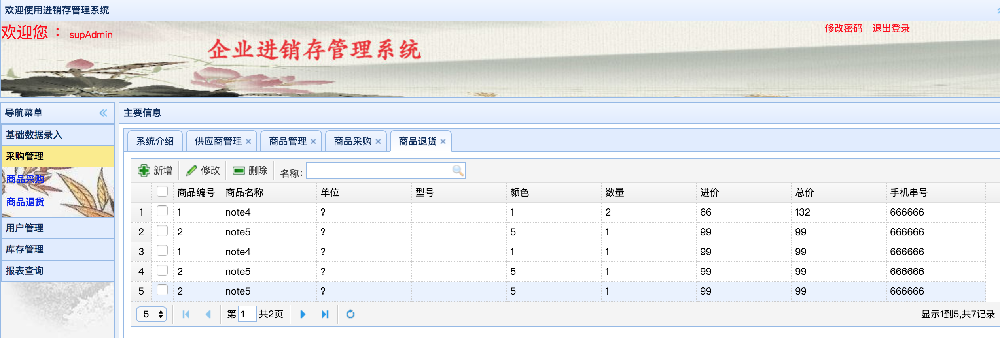 欢迎使用进销存管理系统
欢迎您： supAdmin
修改密码 退出登录
企业进销存管理系统
导航菜单
基础数据录入
采购管理
商品采购
商品退货
用户管理
库存管理
报表查询
主要信息
系统介绍 供应商管理 商品管理 商品采购 商品退货
新增 修改 删除 名称:
商品编号 商品名称 单位 型号 颜色 数量 进价 总价 手机串号
1 1 note4 ? 1 2 66 132 666666
2 2 note5 ? 5 1 99 99 666666
3 1 note4 ? 1 1 99 99 666666
4 2 note5 ? 5 1 99 99 666666
5 2 note5 ? 5 1 99 99 666666
5 第 1 共2页 显示1到5,共7记录